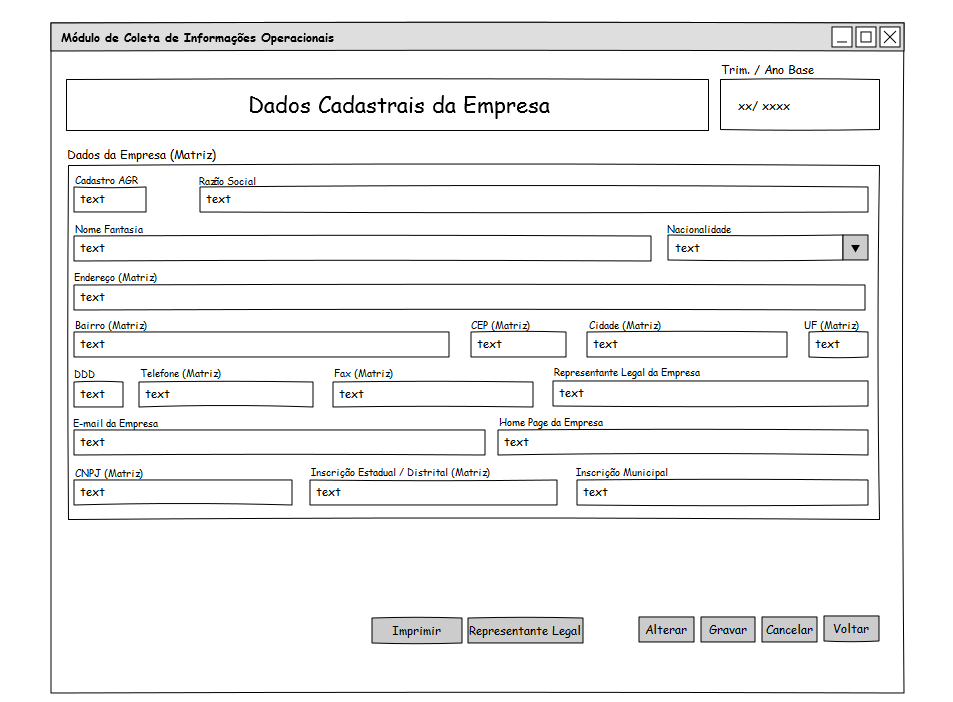 Módulo de Coleta de Informações Operacionais
Trim. / Ano Base
Dados Cadastrais da Empresa
xx/ xxxx
Dados da Empresa (Matriz)
Cadastro AGR Razão Social
text text
Nome Fantasia Nacionalidade
text text
Endereço (Matriz)
text
Bairro (Matriz) CEP (Matriz) Cidade (Matriz) UF (Matriz)
text text text text
DDD Telefone (Matriz) Fax (Matriz) Representante Legal da Empresa
text text text text
E-mail da Empresa Home Page da Empresa
text text
CNPJ (Matriz) Inscrição Estadual / Distrital (Matriz) Inscrição Municipal
text text text
Imprimir Representante Legal Alterar Gravar Cancelar Voltar